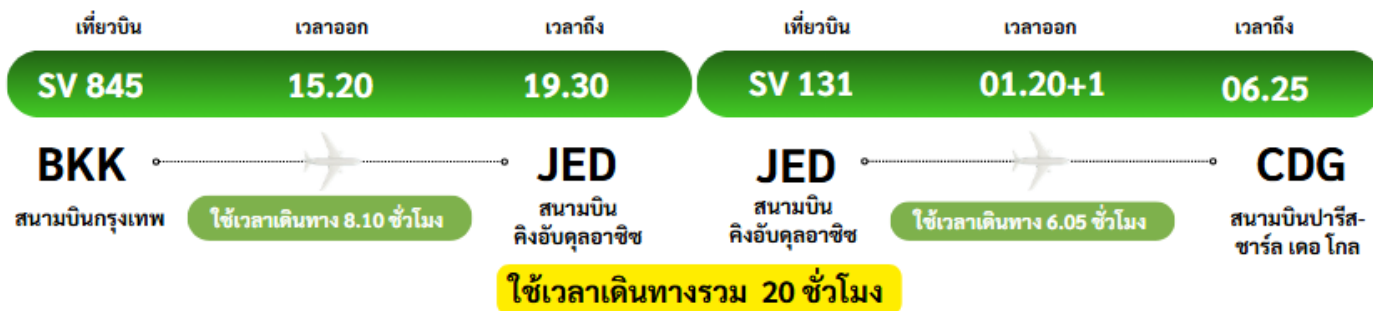 เที่ยวบิน เวลาออก เวลาถึง เที่ยวบิน เวลาออก เวลาถึง
SV 845 15.20 19.30 SV 131 01.20+1 06.25
BKK JED JED CDG
สนามบินกรุงเทพ ใช้เวลาเดินทาง 8.10 ชั่วโมง สนามบิน สนามบิน ใช้เวลาเดินทาง 6.05 ชั่วโมง สนามบินปารีส-
คิงอับดุลอาซิซ คิงอับดุลอาซิซ ชาร์ล เดอ โกล
ใช้เวลาเดินทางรวม 20 ชั่วโมง